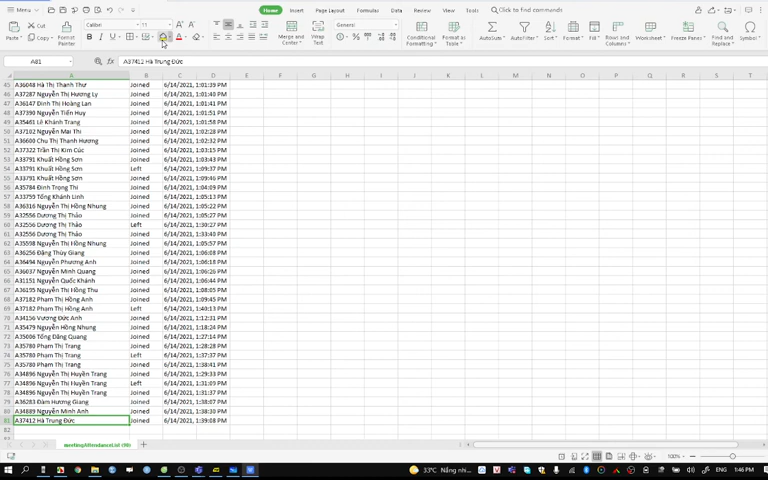 Menu Home Insert Page Layout Formulas Data Review View Tools Click to find commands
Cut Calibri 11 General
Paste Copy Format Painter B I U Merge and Center Wrap Text Conditional Formatting Format as Table AutoSum AutoFilter Sort Format Fill Rows and Columns Worksheet Freeze Panes Find and Replace Symbol
A81 fx A37412 Hà Trung Đức
A B C D E F G H I J K L M N O P Q R S T
45 A36048 Hà Thị Thanh Thư Joined 6/14/2021, 1:01:39 PM
46 A37287 Nguyễn Thị Hương Ly Joined 6/14/2021, 1:01:40 PM
47 A36147 Đinh Thị Hoàng Lan Joined 6/14/2021, 1:01:41 PM
48 A37390 Nguyễn Tiến Huy Joined 6/14/2021, 1:01:51 PM
49 A35461 Lê Khánh Trang Joined 6/14/2021, 1:01:58 PM
50 A37102 Nguyễn Mai Thi Joined 6/14/2021, 1:02:28 PM
51 A36600 Chu Thị Thanh Hương Joined 6/14/2021, 1:02:32 PM
52 A37322 Trần Thị Kim Cúc Joined 6/14/2021, 1:03:15 PM
53 A33791 Khuất Hồng Sơn Joined 6/14/2021, 1:03:43 PM
54 A33791 Khuất Hồng Sơn Left 6/14/2021, 1:09:37 PM
55 A33791 Khuất Hồng Sơn Joined 6/14/2021, 1:09:46 PM
56 A35784 Đinh Trọng Thi Joined 6/14/2021, 1:04:09 PM
57 A33759 Tống Khánh Linh Joined 6/14/2021, 1:05:13 PM
58 A36316 Nguyễn Thị Hồng Nhung Joined 6/14/2021, 1:05:22 PM
59 A32556 Dương Thị Thảo Joined 6/14/2021, 1:05:22 PM
60 A32556 Dương Thị Thảo Left 6/14/2021, 1:30:27 PM
61 A32556 Dương Thị Thảo Joined 6/14/2021, 1:33:40 PM
62 A35598 Nguyễn Thị Hồng Nhung Joined 6/14/2021, 1:05:57 PM
63 A36256 Đặng Thùy Giang Joined 6/14/2021, 1:06:08 PM
64 A36494 Nguyễn Phương Anh Joined 6/14/2021, 1:06:18 PM
65 A36037 Nguyễn Minh Quang Joined 6/14/2021, 1:06:26 PM
66 A31151 Nguyễn Quốc Khánh Joined 6/14/2021, 1:06:44 PM
67 A36195 Nguyễn Thị Hồng Thu Joined 6/14/2021, 1:08:05 PM
68 A37182 Phạm Thị Hồng Anh Joined 6/14/2021, 1:09:45 PM
69 A37182 Phạm Thị Hồng Anh Left 6/14/2021, 1:40:13 PM
70 A34156 Vương Đức Anh Joined 6/14/2021, 1:12:31 PM
71 A35479 Nguyễn Hồng Nhung Joined 6/14/2021, 1:18:24 PM
72 A35006 Tống Đăng Quang Joined 6/14/2021, 1:27:14 PM
73 A35780 Phạm Thị Trang Joined 6/14/2021, 1:28:28 PM
74 A35780 Phạm Thị Trang Left 6/14/2021, 1:37:37 PM
75 A35780 Phạm Thị Trang Joined 6/14/2021, 1:38:41 PM
76 A34896 Nguyễn Thị Huyền Trang Joined 6/14/2021, 1:29:33 PM
77 A34896 Nguyễn Thị Huyền Trang Left 6/14/2021, 1:31:09 PM
78 A34896 Nguyễn Thị Huyền Trang Joined 6/14/2021, 1:31:37 PM
79 A36283 Đàm Hương Giang Joined 6/14/2021, 1:38:02 PM
80 A34889 Nguyễn Minh Anh Joined 6/14/2021, 1:38:30 PM
81 A37412 Hà Trung Đức Joined 6/14/2021, 1:39:08 PM
82
meetingAttendanceList (98)
100%
33°C Nắng nhi... ENG 1:46 PM